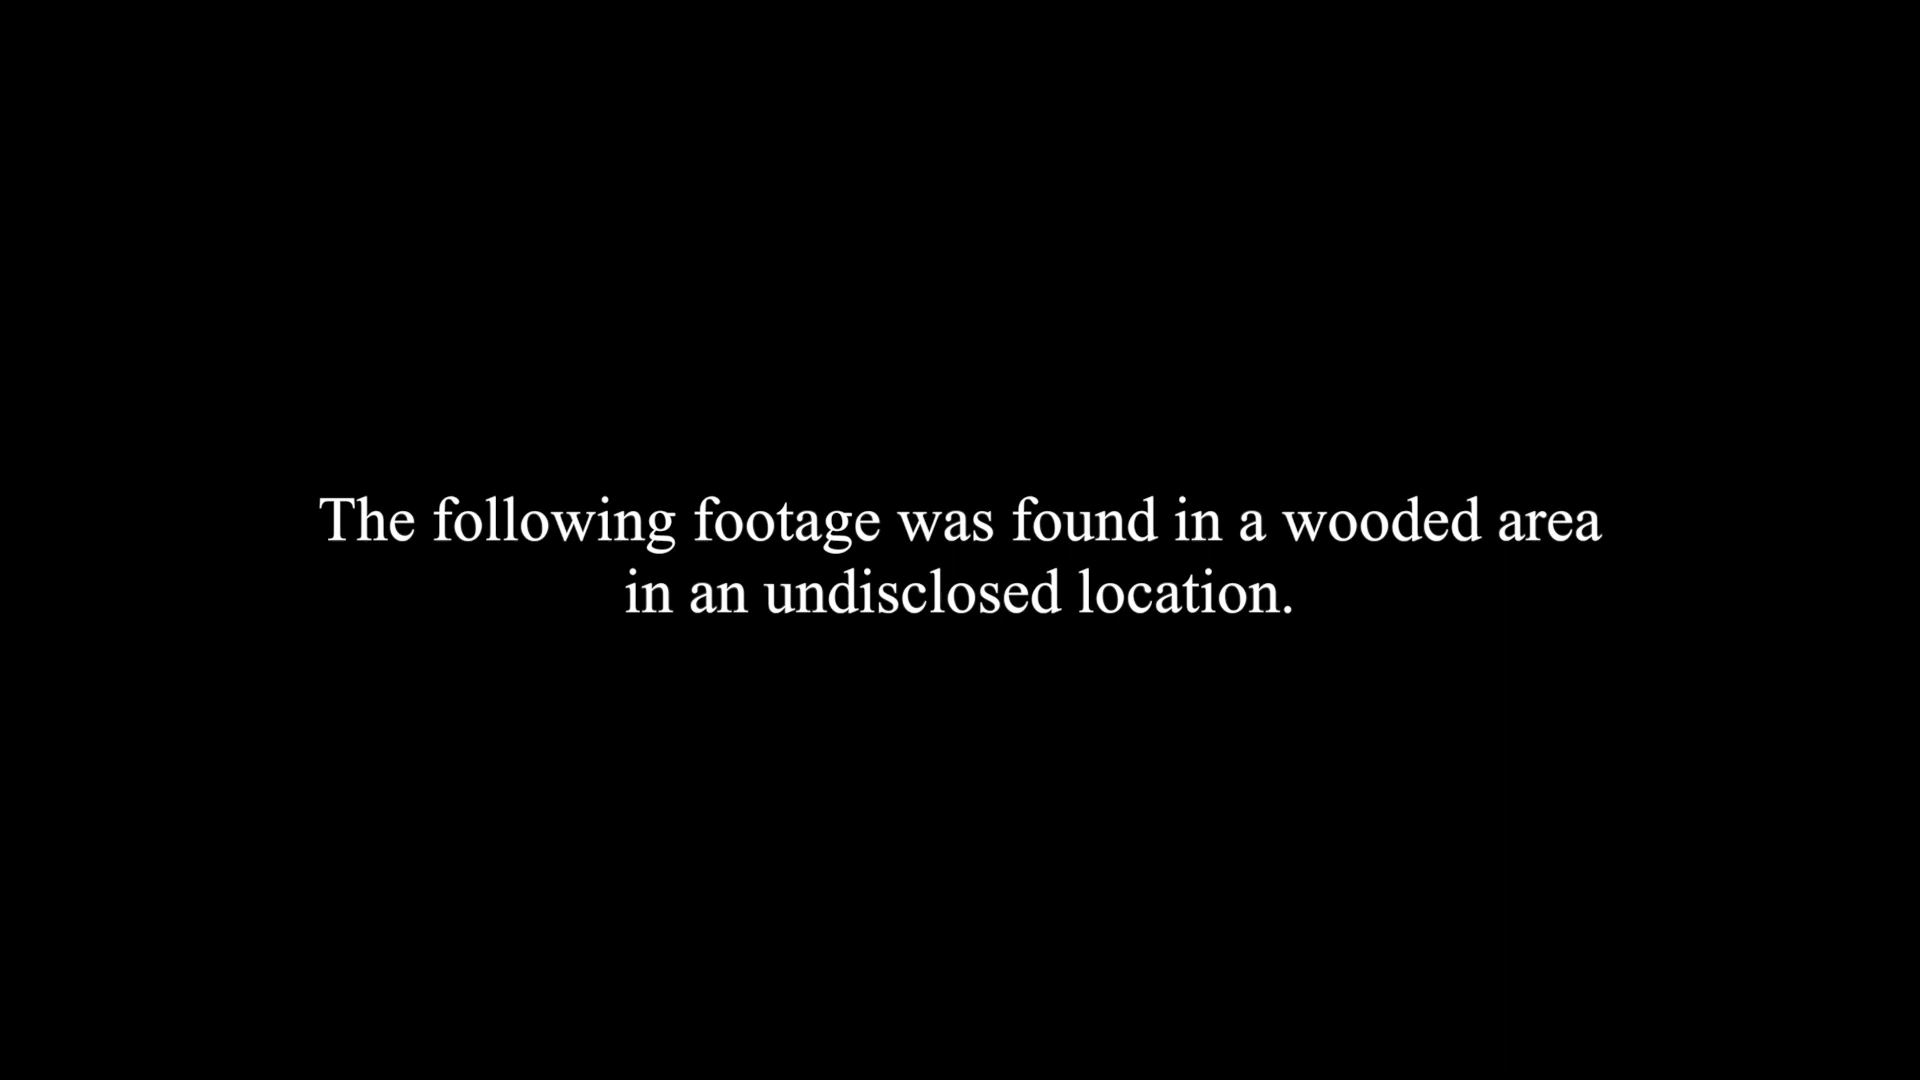 The following footage was found in a wooded area
in an undisclosed location.